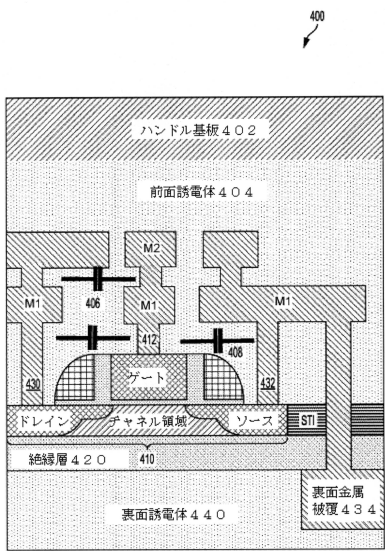 400
ハンドル基板402
前面誘電体404
M2
M1
406
M1
M1
412
408
430
ゲート
432
ドレイン
チャネル領域
ソース
STI
絶縁層420
410
裏面金属
被覆434
裏面誘電体440